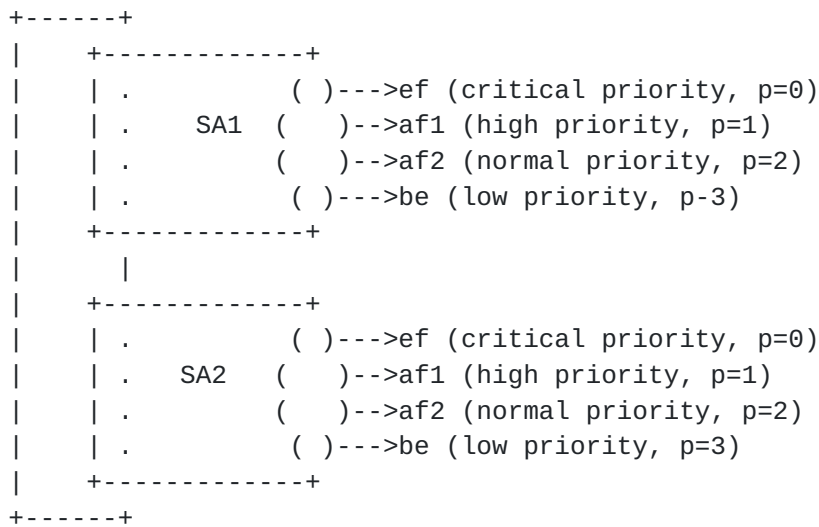 +------+
|    +-------------+
|    | .          ( )--->ef (critical priority, p=0)
|    | .    SA1  (   )-->af1 (high priority, p=1)
|    | .         (   )-->af2 (normal priority, p=2)
|    | .          ( )--->be (low priority, p-3)
|    +-------------+
|      |
|    +-------------+
|    | .          ( )--->ef (critical priority, p=0)
|    | .   SA2   (   )-->af1 (high priority, p=1)
|    | .         (   )-->af2 (normal priority, p=2)
|    | .          ( )--->be (low priority, p=3)
|    +-------------+
+------+